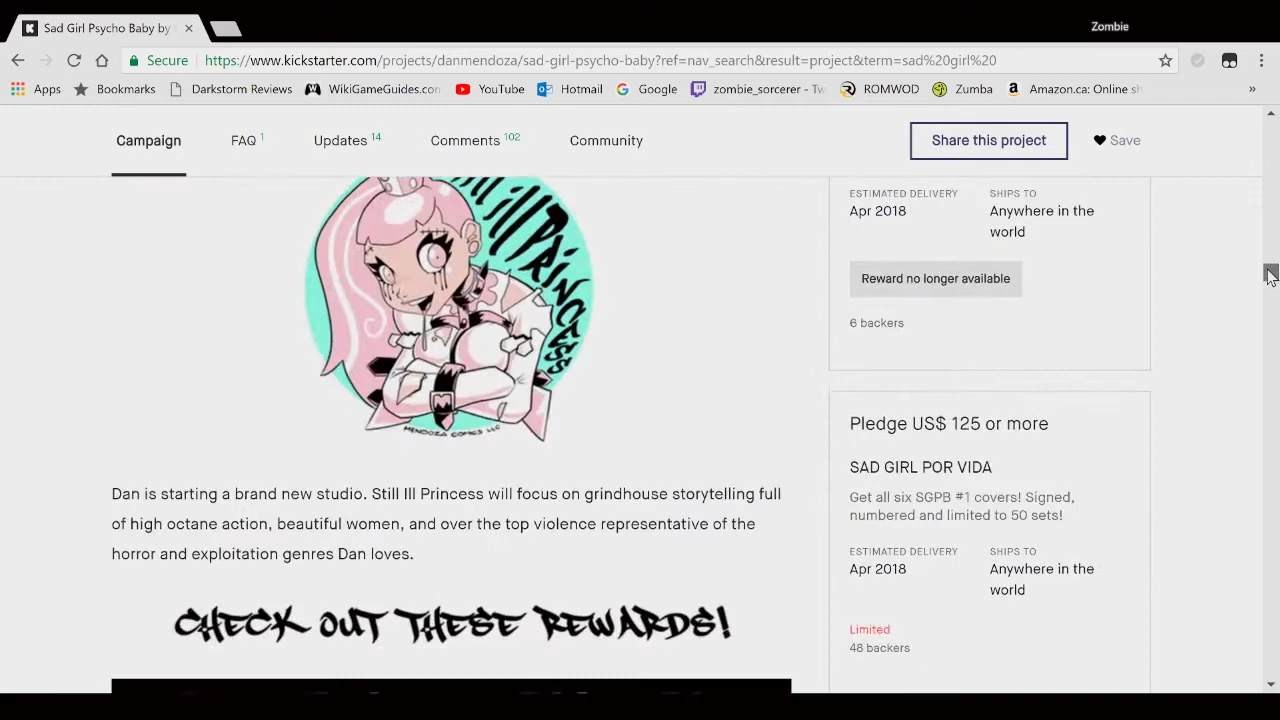 Sad Girl Psycho Baby by
Zombie
Secure
https://www.kickstarter.com/projects/danmendoza/sad-girl-psycho-baby?ref=nav_search&result=project&term=sad%20girl%20
Apps
Bookmarks
Darkstorm Reviews
WikiGameGuides.con
YouTube
Hotmail
Google
zombie_sorcerer - Tw
ROMWOD
Zumba
Amazon.ca: Online sh
»
Campaign
FAQ 1
Updates 14
Comments 102
Community
Share this project
Save
Still Ill Princess
MENDOZA COMICS LLC
Dan is starting a brand new studio. Still Ill Princess will focus on grindhouse storytelling full
of high octane action, beautiful women, and over the top violence representative of the
horror and exploitation genres Dan loves.
CHECK OUT THESE REWARDS!
ESTIMATED DELIVERY
Apr 2018
SHIPS TO
Anywhere in the
world
Reward no longer available
6 backers
Pledge US$ 125 or more
SAD GIRL POR VIDA
Get all six SGPB #1 covers! Signed,
numbered and limited to 50 sets!
ESTIMATED DELIVERY
Apr 2018
SHIPS TO
Anywhere in the
world
Limited
48 backers